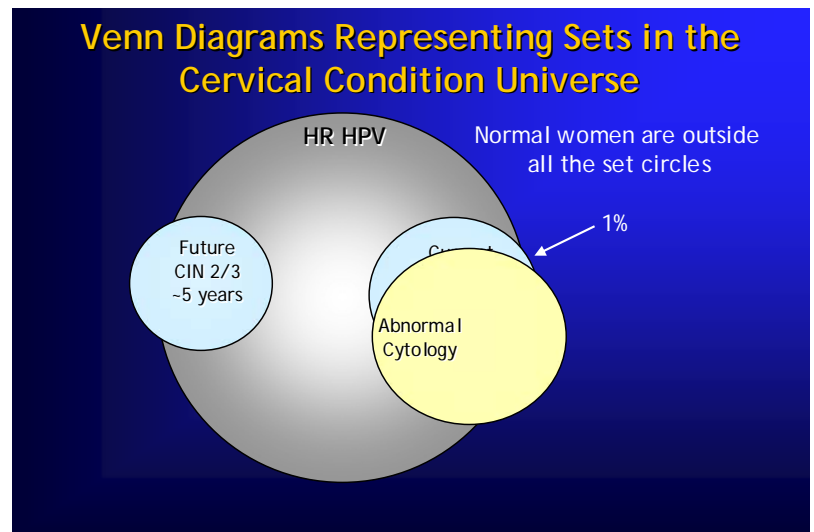 Venn Diagrams Representing Sets in the
Cervical Condition Universe
HR HPV
Normal women are outside
all the set circles
1%
Future
CIN 2/3
~5 years
Abnormal
Cytology